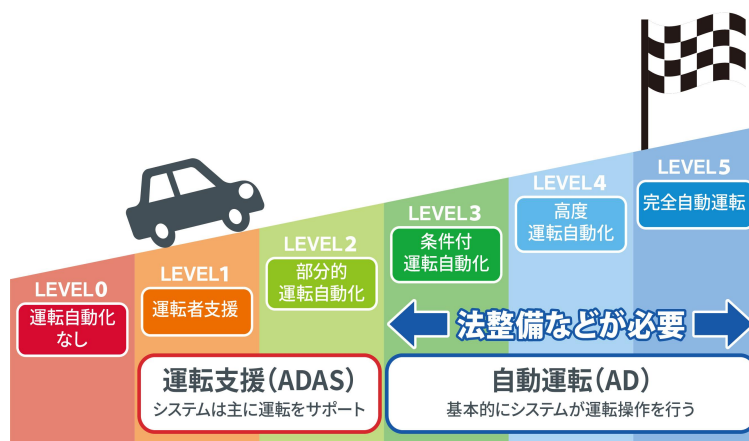 LEVEL0
運転自動化
なし
LEVEL1
運転者支援
LEVEL2
部分的
運転自動化
LEVEL3
条件付
運転自動化
LEVEL4
高度
運転自動化
LEVEL5
完全自動運転
法整備などが必要
運転支援(ADAS)
システムは主に運転をサポート
自動運転(AD)
基本的にシステムが運転操作を行う